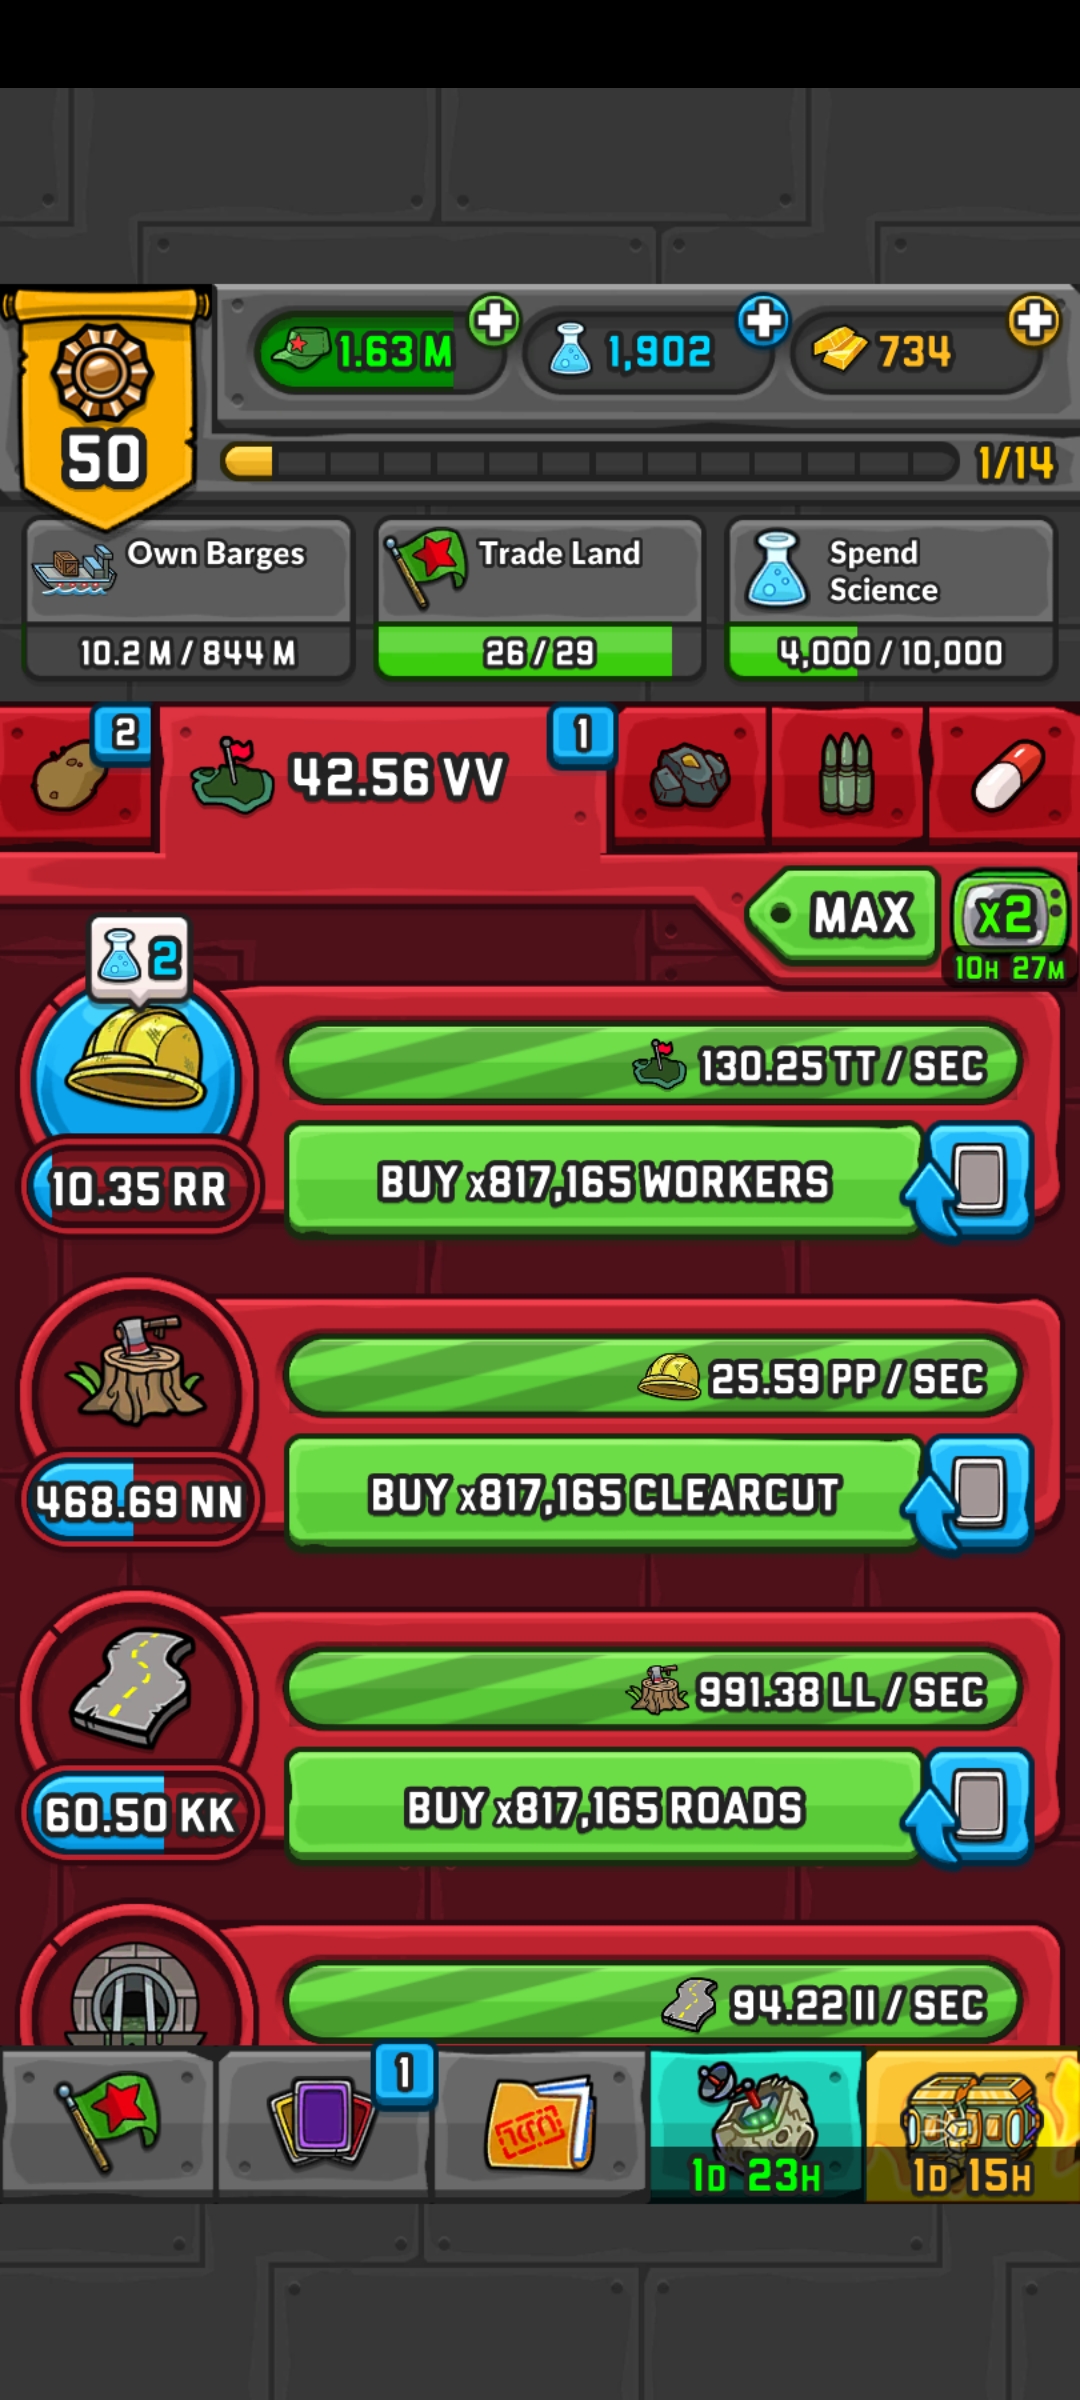 50
1.63 M
1,902
734
1/14
Own Barges
10.2 M / 844 M
Trade Land
26 / 29
Spend
Science
4,000 / 10,000
2
42.56 VV
1
MAX
x2
10H 27M
2
130.25 TT / SEC
10.35 RR
BUY x817,165 WORKERS
25.59 PP / SEC
468.69 NN
BUY x817,165 CLEARCUT
991.38 LL / SEC
60.50 KK
BUY x817,165 ROADS
94.22 II / SEC
1
1D 23H
1D 15H